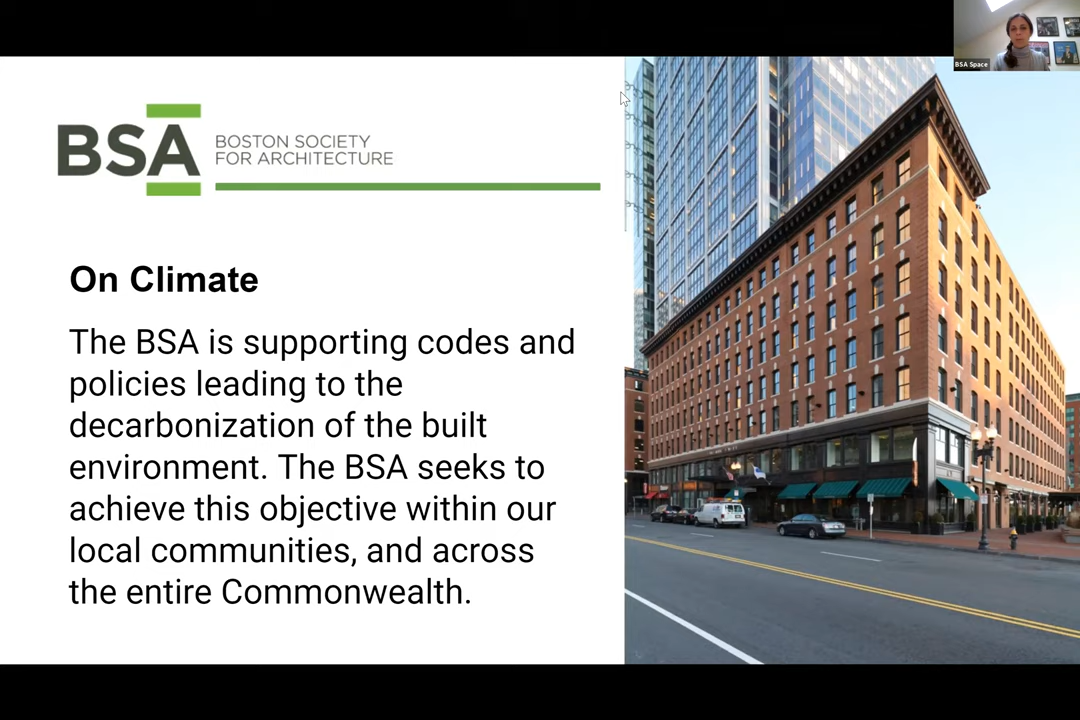 BSA Space
BSA
BOSTON SOCIETY
FOR ARCHITECTURE
On Climate
The BSA is supporting codes and
policies leading to the
decarbonization of the built
environment. The BSA seeks to
achieve this objective within our
local communities, and across
the entire Commonwealth.